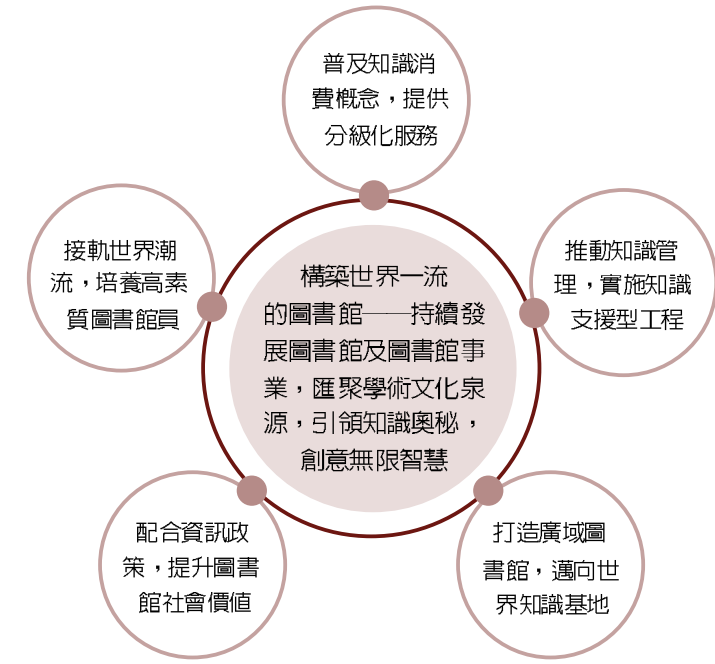 普及知識消
費概念，提供
分級化服務
接軌世界潮
流，培養高素
質圖書館員
推動知識管
理，實施知識
支援型工程
構築世界一流
的圖書館──持續發
展圖書館及圖書館事
業，匯聚學術文化泉
源，引領知識奧秘，
創意無限智慧
配合資訊政
策，提升圖書
館社會價值
打造廣域圖
書館，邁向世
界知識基地